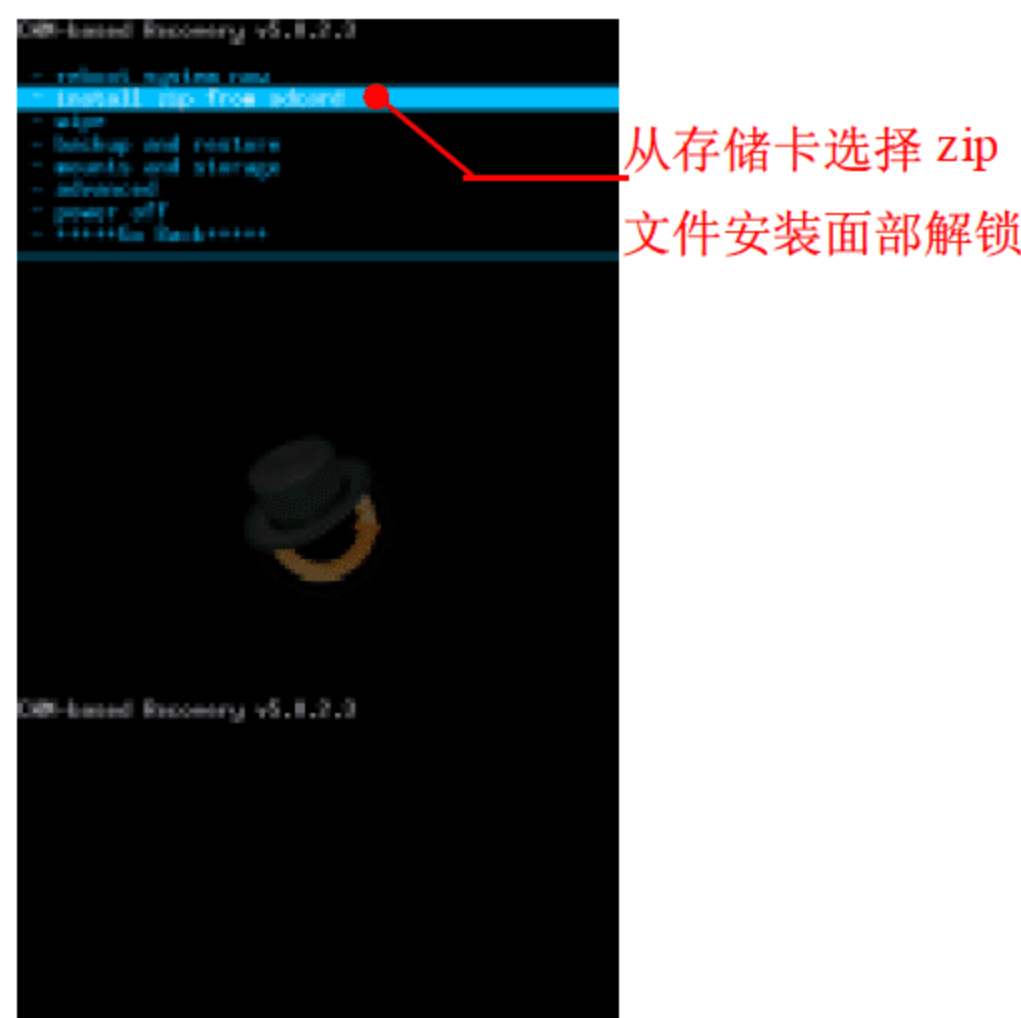 CWM-based Recovery v5.0.2.3
- reboot system now
- install zip from sdcard
- wipe
- backup and restore
- mounts and storage
- advanced
- power off
- +++++Go Back+++++
从存储卡选择 zip
文件安装面部解锁
CWM-based Recovery v5.0.2.3